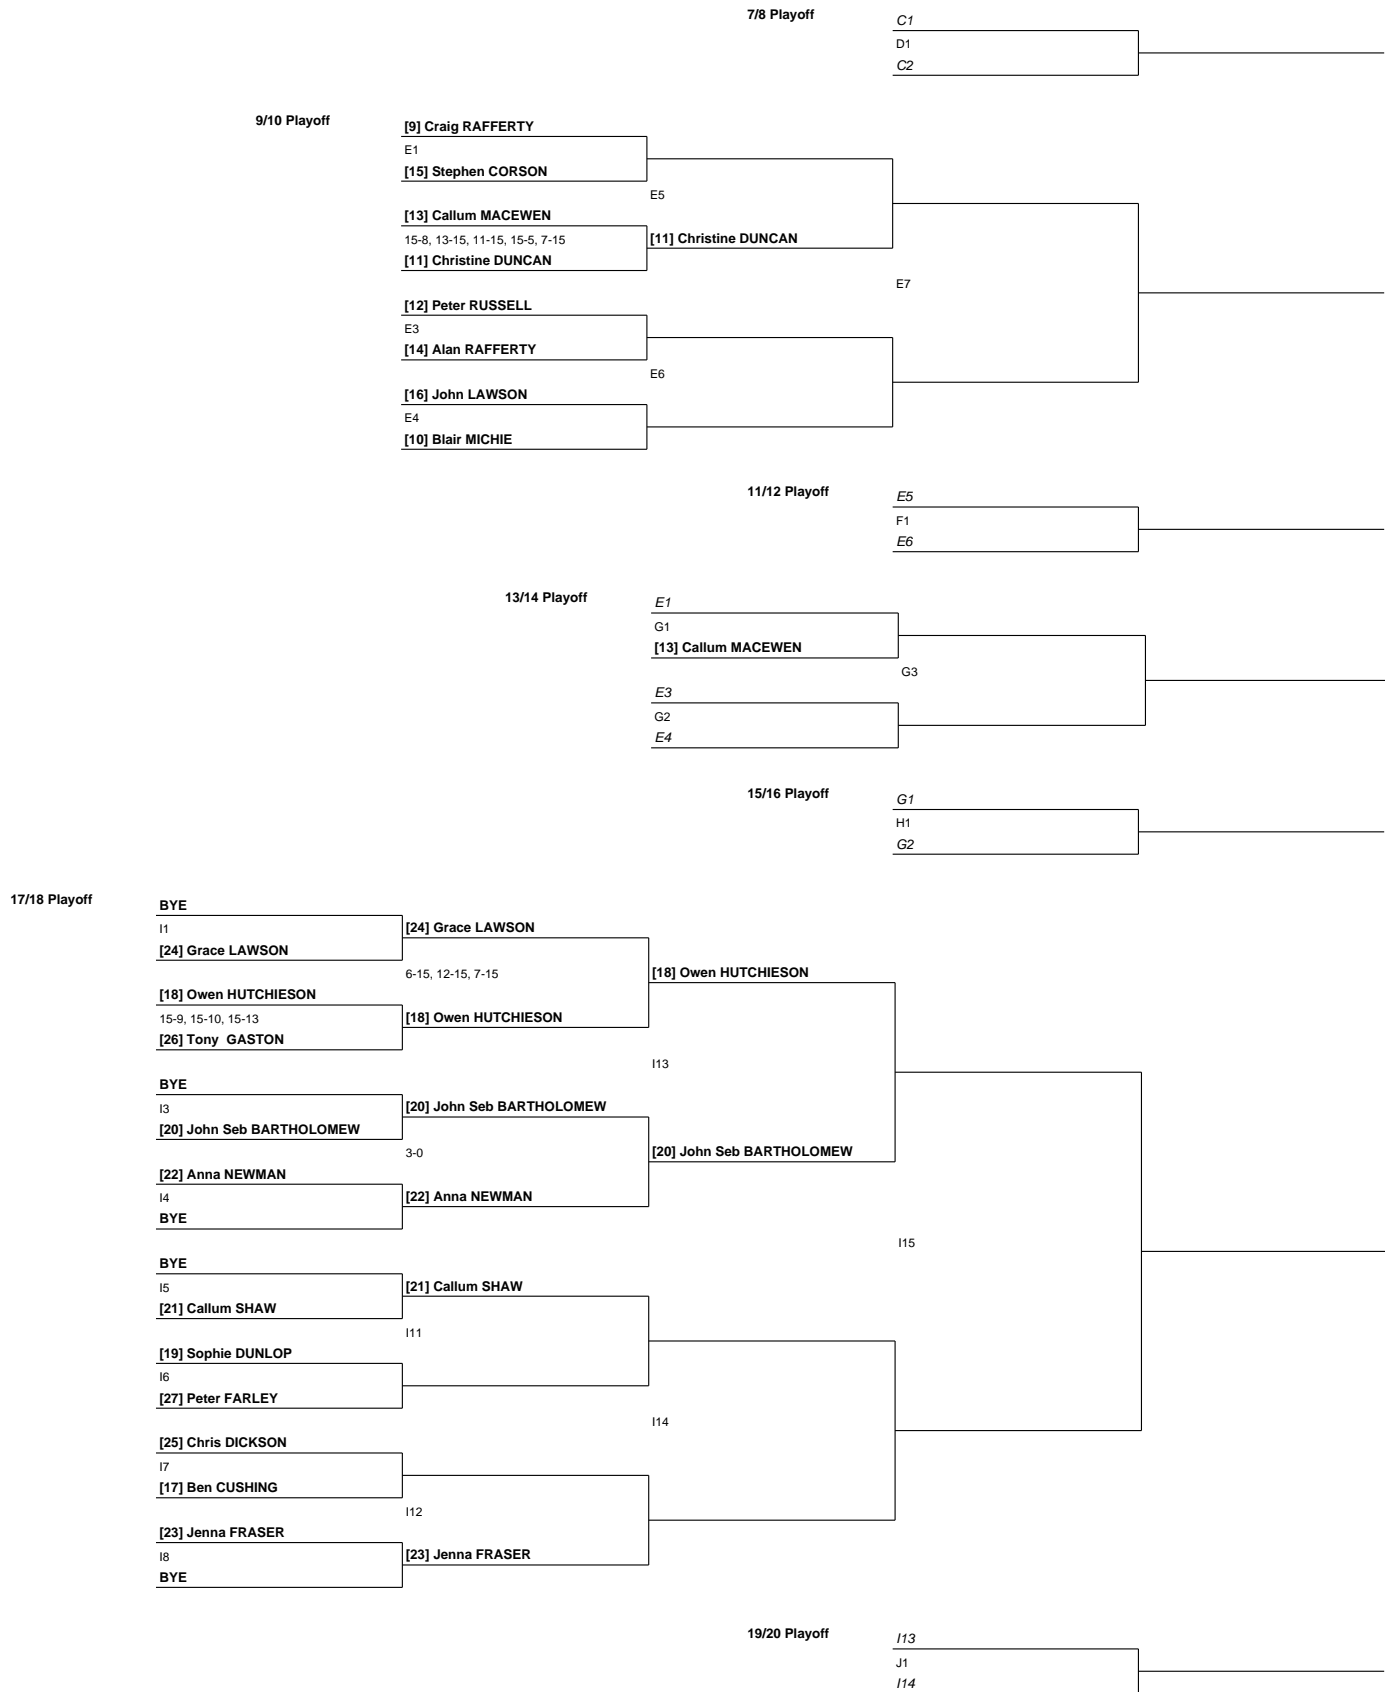 7/8 Playoff
C1
D1
C2
9/10 Playoff
[9] Craig RAFFERTY
E1
[15] Stephen CORSON
E5
[13] Callum MACEWEN
15-8, 13-15, 11-15, 15-5, 7-15
[11] Christine DUNCAN
[11] Christine DUNCAN
E7
[12] Peter RUSSELL
E3
[14] Alan RAFFERTY
E6
[16] John LAWSON
E4
[10] Blair MICHIE
11/12 Playoff
E5
F1
E6
13/14 Playoff
E1
G1
[13] Callum MACEWEN
G3
E3
G2
E4
15/16 Playoff
G1
H1
G2
17/18 Playoff
BYE
I1
[24] Grace LAWSON
[24] Grace LAWSON
6-15, 12-15, 7-15
[18] Owen HUTCHIESON
[18] Owen HUTCHIESON
15-9, 15-10, 15-13
[18] Owen HUTCHIESON
[26] Tony  GASTON
I13
BYE
I3
[20] John Seb BARTHOLOMEW
[20] John Seb BARTHOLOMEW
3-0
[20] John Seb BARTHOLOMEW
[22] Anna NEWMAN
I4
[22] Anna NEWMAN
BYE
I15
BYE
I5
[21] Callum SHAW
[21] Callum SHAW
I11
[19] Sophie DUNLOP
I6
[27] Peter FARLEY
I14
[25] Chris DICKSON
I7
[17] Ben CUSHING
I12
[23] Jenna FRASER
I8
[23] Jenna FRASER
BYE
19/20 Playoff
I13
J1
I14